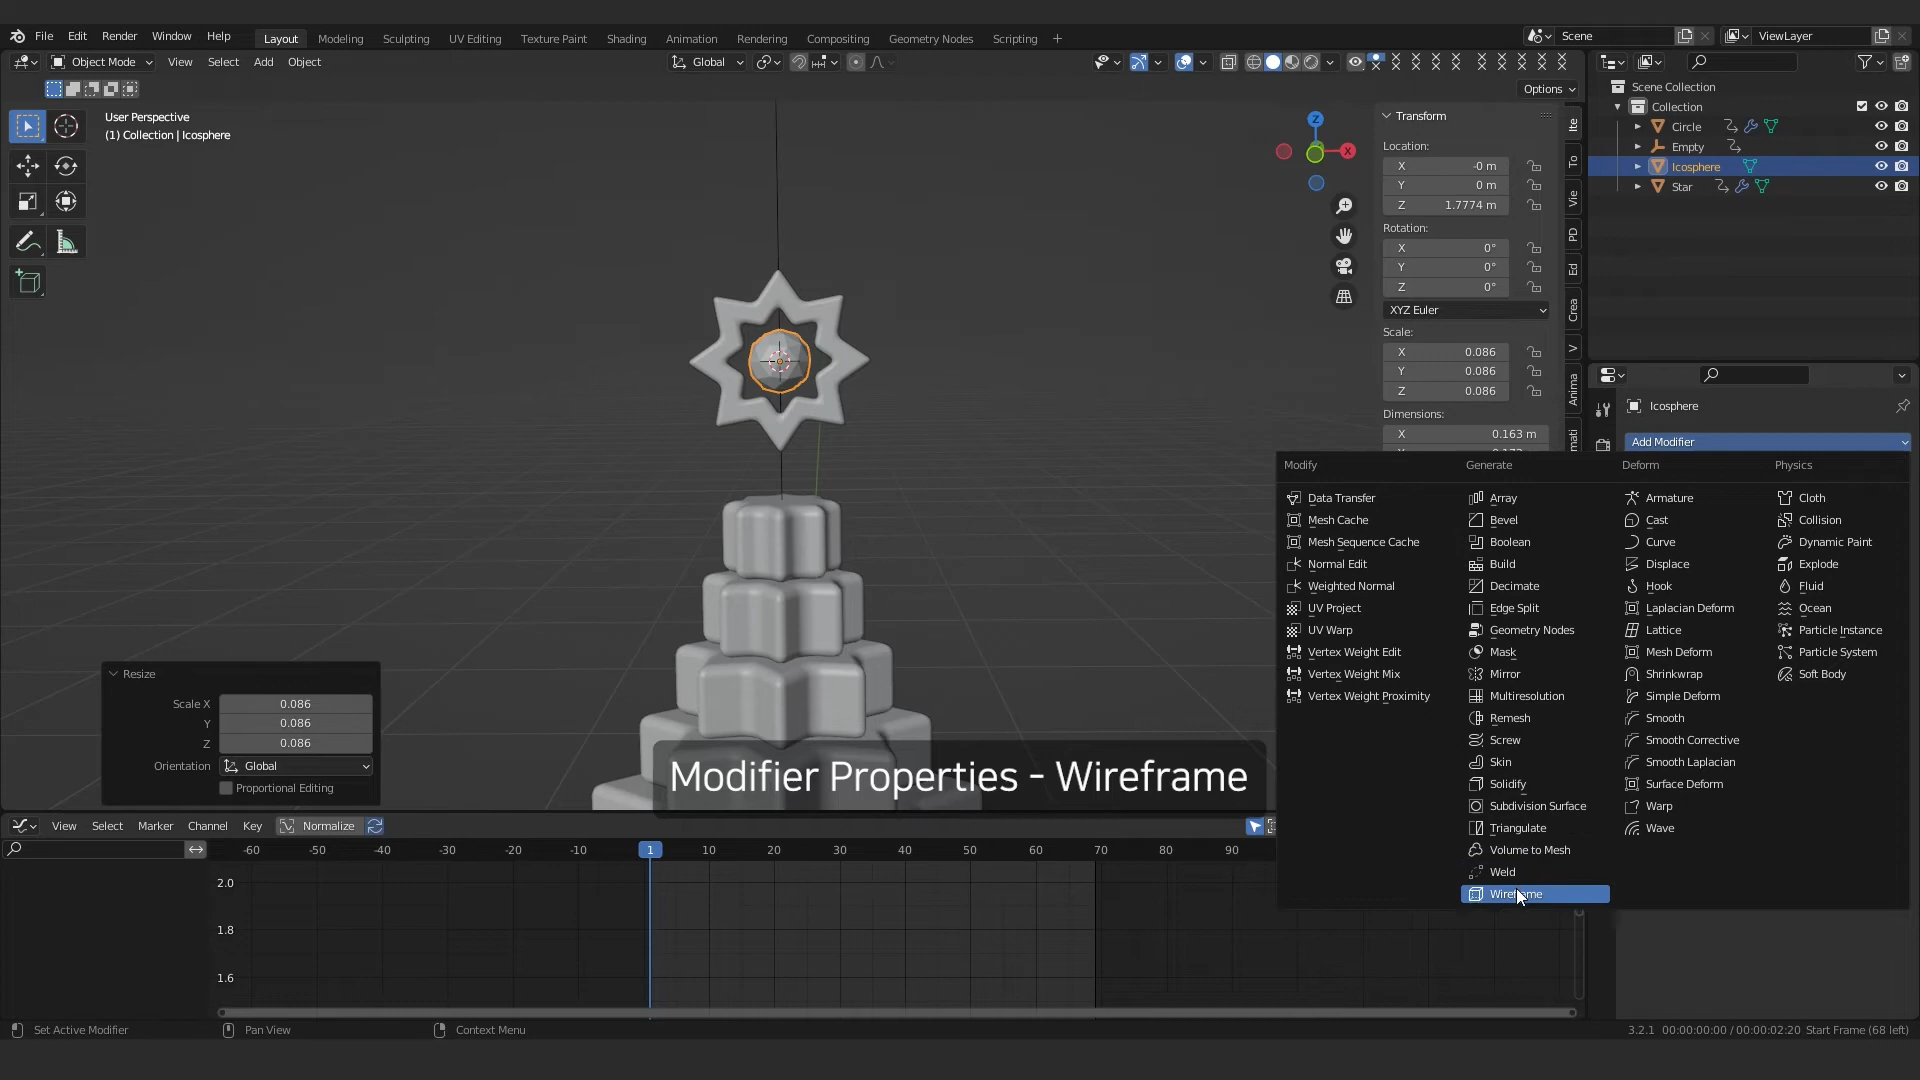 File Edit Render Window Help Layout Modeling Sculpting UV Editing Texture Paint Shading Animation Rendering Compositing Geometry Nodes Scripting + Scene ViewLayer
Object Mode View Select Add Object Global
Options
User Perspective
(1) Collection | Icosphere
Z
X
Transform
Location:
X -0 m
Y 0 m
Z 1.7774 m
Rotation:
X 0°
Y 0°
Z 0°
XYZ Euler
Scale:
X 0.086
Y 0.086
Z 0.086
Dimensions:
X 0.163 m
Ite
To
Vie
PD
Ed
Crea
V
Anima
mati
Scene Collection
Collection
Circle
Empty
Icosphere
Star
Icosphere
Add Modifier
Modify
Data Transfer
Mesh Cache
Mesh Sequence Cache
Normal Edit
Weighted Normal
UV Project
UV Warp
Vertex Weight Edit
Vertex Weight Mix
Vertex Weight Proximity
Generate
Array
Bevel
Boolean
Build
Decimate
Edge Split
Geometry Nodes
Mask
Mirror
Multiresolution
Remesh
Screw
Skin
Solidify
Subdivision Surface
Triangulate
Volume to Mesh
Weld
Wireframe
Deform
Armature
Cast
Curve
Displace
Hook
Laplacian Deform
Lattice
Mesh Deform
Shrinkwrap
Simple Deform
Smooth
Smooth Corrective
Smooth Laplacian
Surface Deform
Warp
Wave
Physics
Cloth
Collision
Dynamic Paint
Explode
Fluid
Ocean
Particle Instance
Particle System
Soft Body
Resize
Scale X 0.086
Y 0.086
Z 0.086
Orientation Global
Proportional Editing
Modifier Properties - Wireframe
View Select Marker Channel Key Normalize
-60 -50 -40 -30 -20 -10 1 10 20 30 40 50 60 70 80 90
2.0
1.8
1.6
Set Active Modifier Pan View Context Menu 3.2.1 00:00:00:00 / 00:00:02:20 Start Frame (68 left)